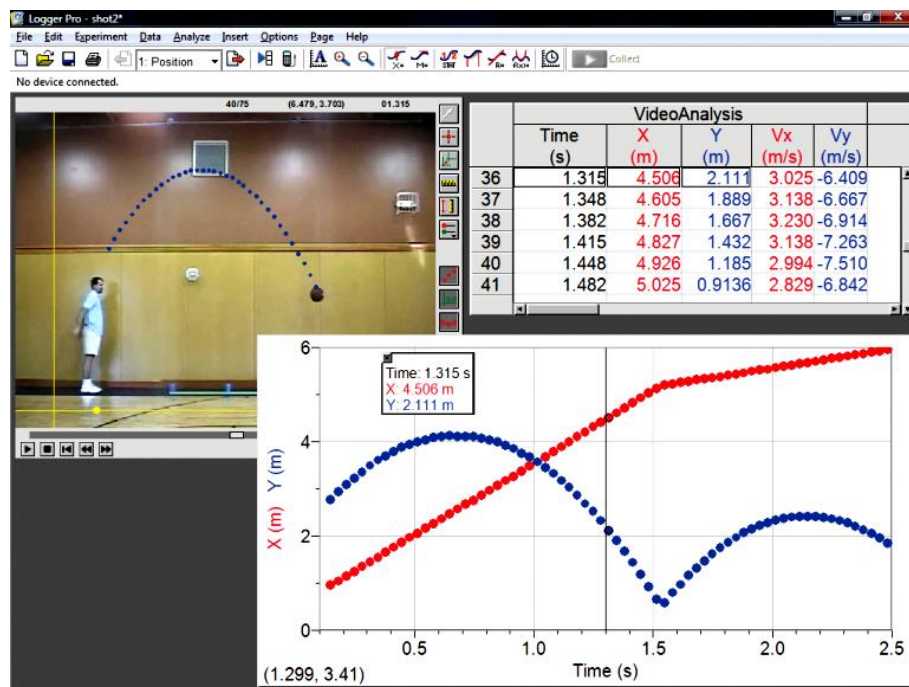 Logger Pro - shot2*
File Edit Experiment Data Analyze Insert Options Page Help
1: Position
Collect
No device connected.
40/75 (6.479, 3.703) 01.315
VideoAnalysis
Time X Y Vx Vy
(s) (m) (m) (m/s) (m/s)
36 1.315 4.506 2.111 3.025 -6.409
37 1.348 4.605 1.889 3.138 -6.667
38 1.382 4.716 1.667 3.230 -6.914
39 1.415 4.827 1.432 3.138 -7.263
40 1.448 4.926 1.185 2.994 -7.510
41 1.482 5.025 0.9136 2.829 -6.842
6
Time: 1.315 s
X: 4.506 m
Y: 2.111 m
4
X (m) Y (m)
2
0
0.5 1.0 1.5 2.0 2.5
(1.299, 3.41)
Time (s)